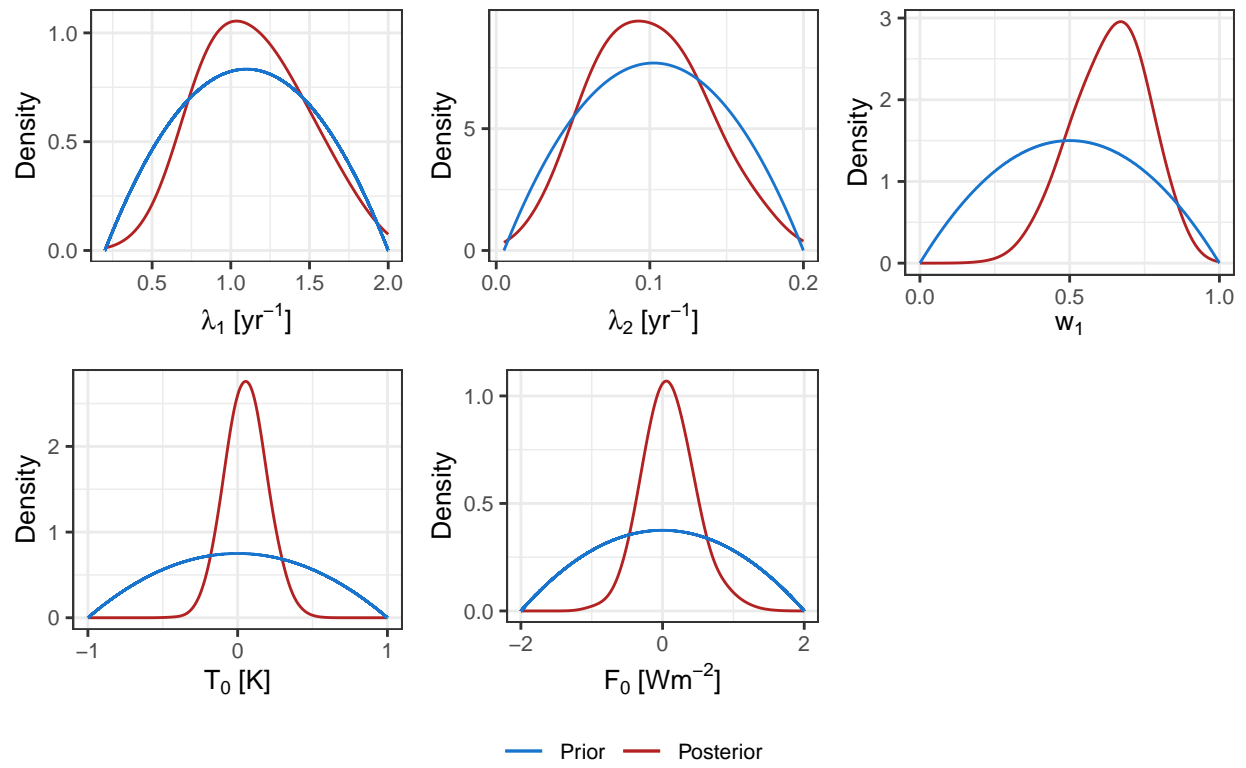 Density
1.0
0.5
0.0
0.5 1.0 1.5 2.0
λ₁ [yr⁻¹]
Density
5
0
0.0 0.1 0.2
λ₂ [yr⁻¹]
Density
3
2
1
0
0.0 0.5 1.0
w₁
Density
2
1
0
−1 0 1
T₀ [K]
Density
1.0
0.5
0.0
−2 0 2
F₀ [Wm⁻²]
Prior Posterior